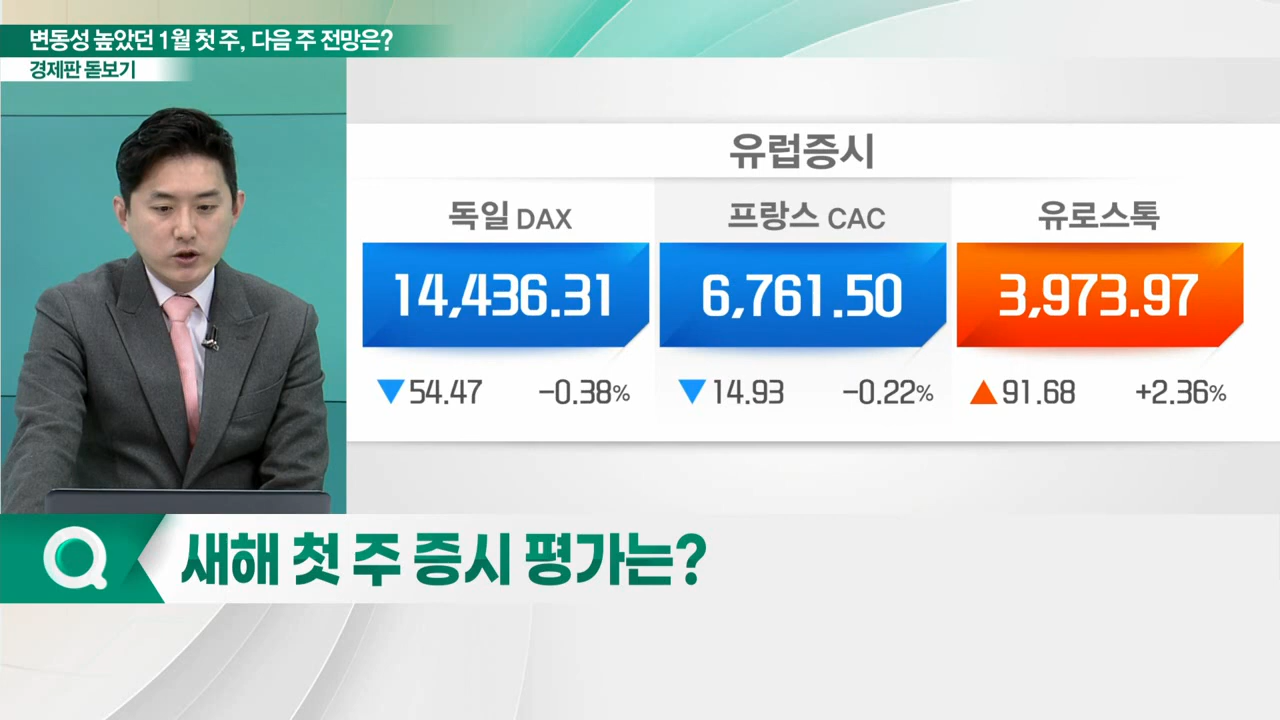 변동성 높았던 1월 첫 주, 다음 주 전망은?
경제판 돋보기
유럽증시
독일 DAX 프랑스 CAC 유로스톡
14,436.31 6,761.50 3,973.97
▼54.47 -0.38% ▼14.93 -0.22% ▲91.68 +2.36%
Q 새해 첫 주 증시 평가는?